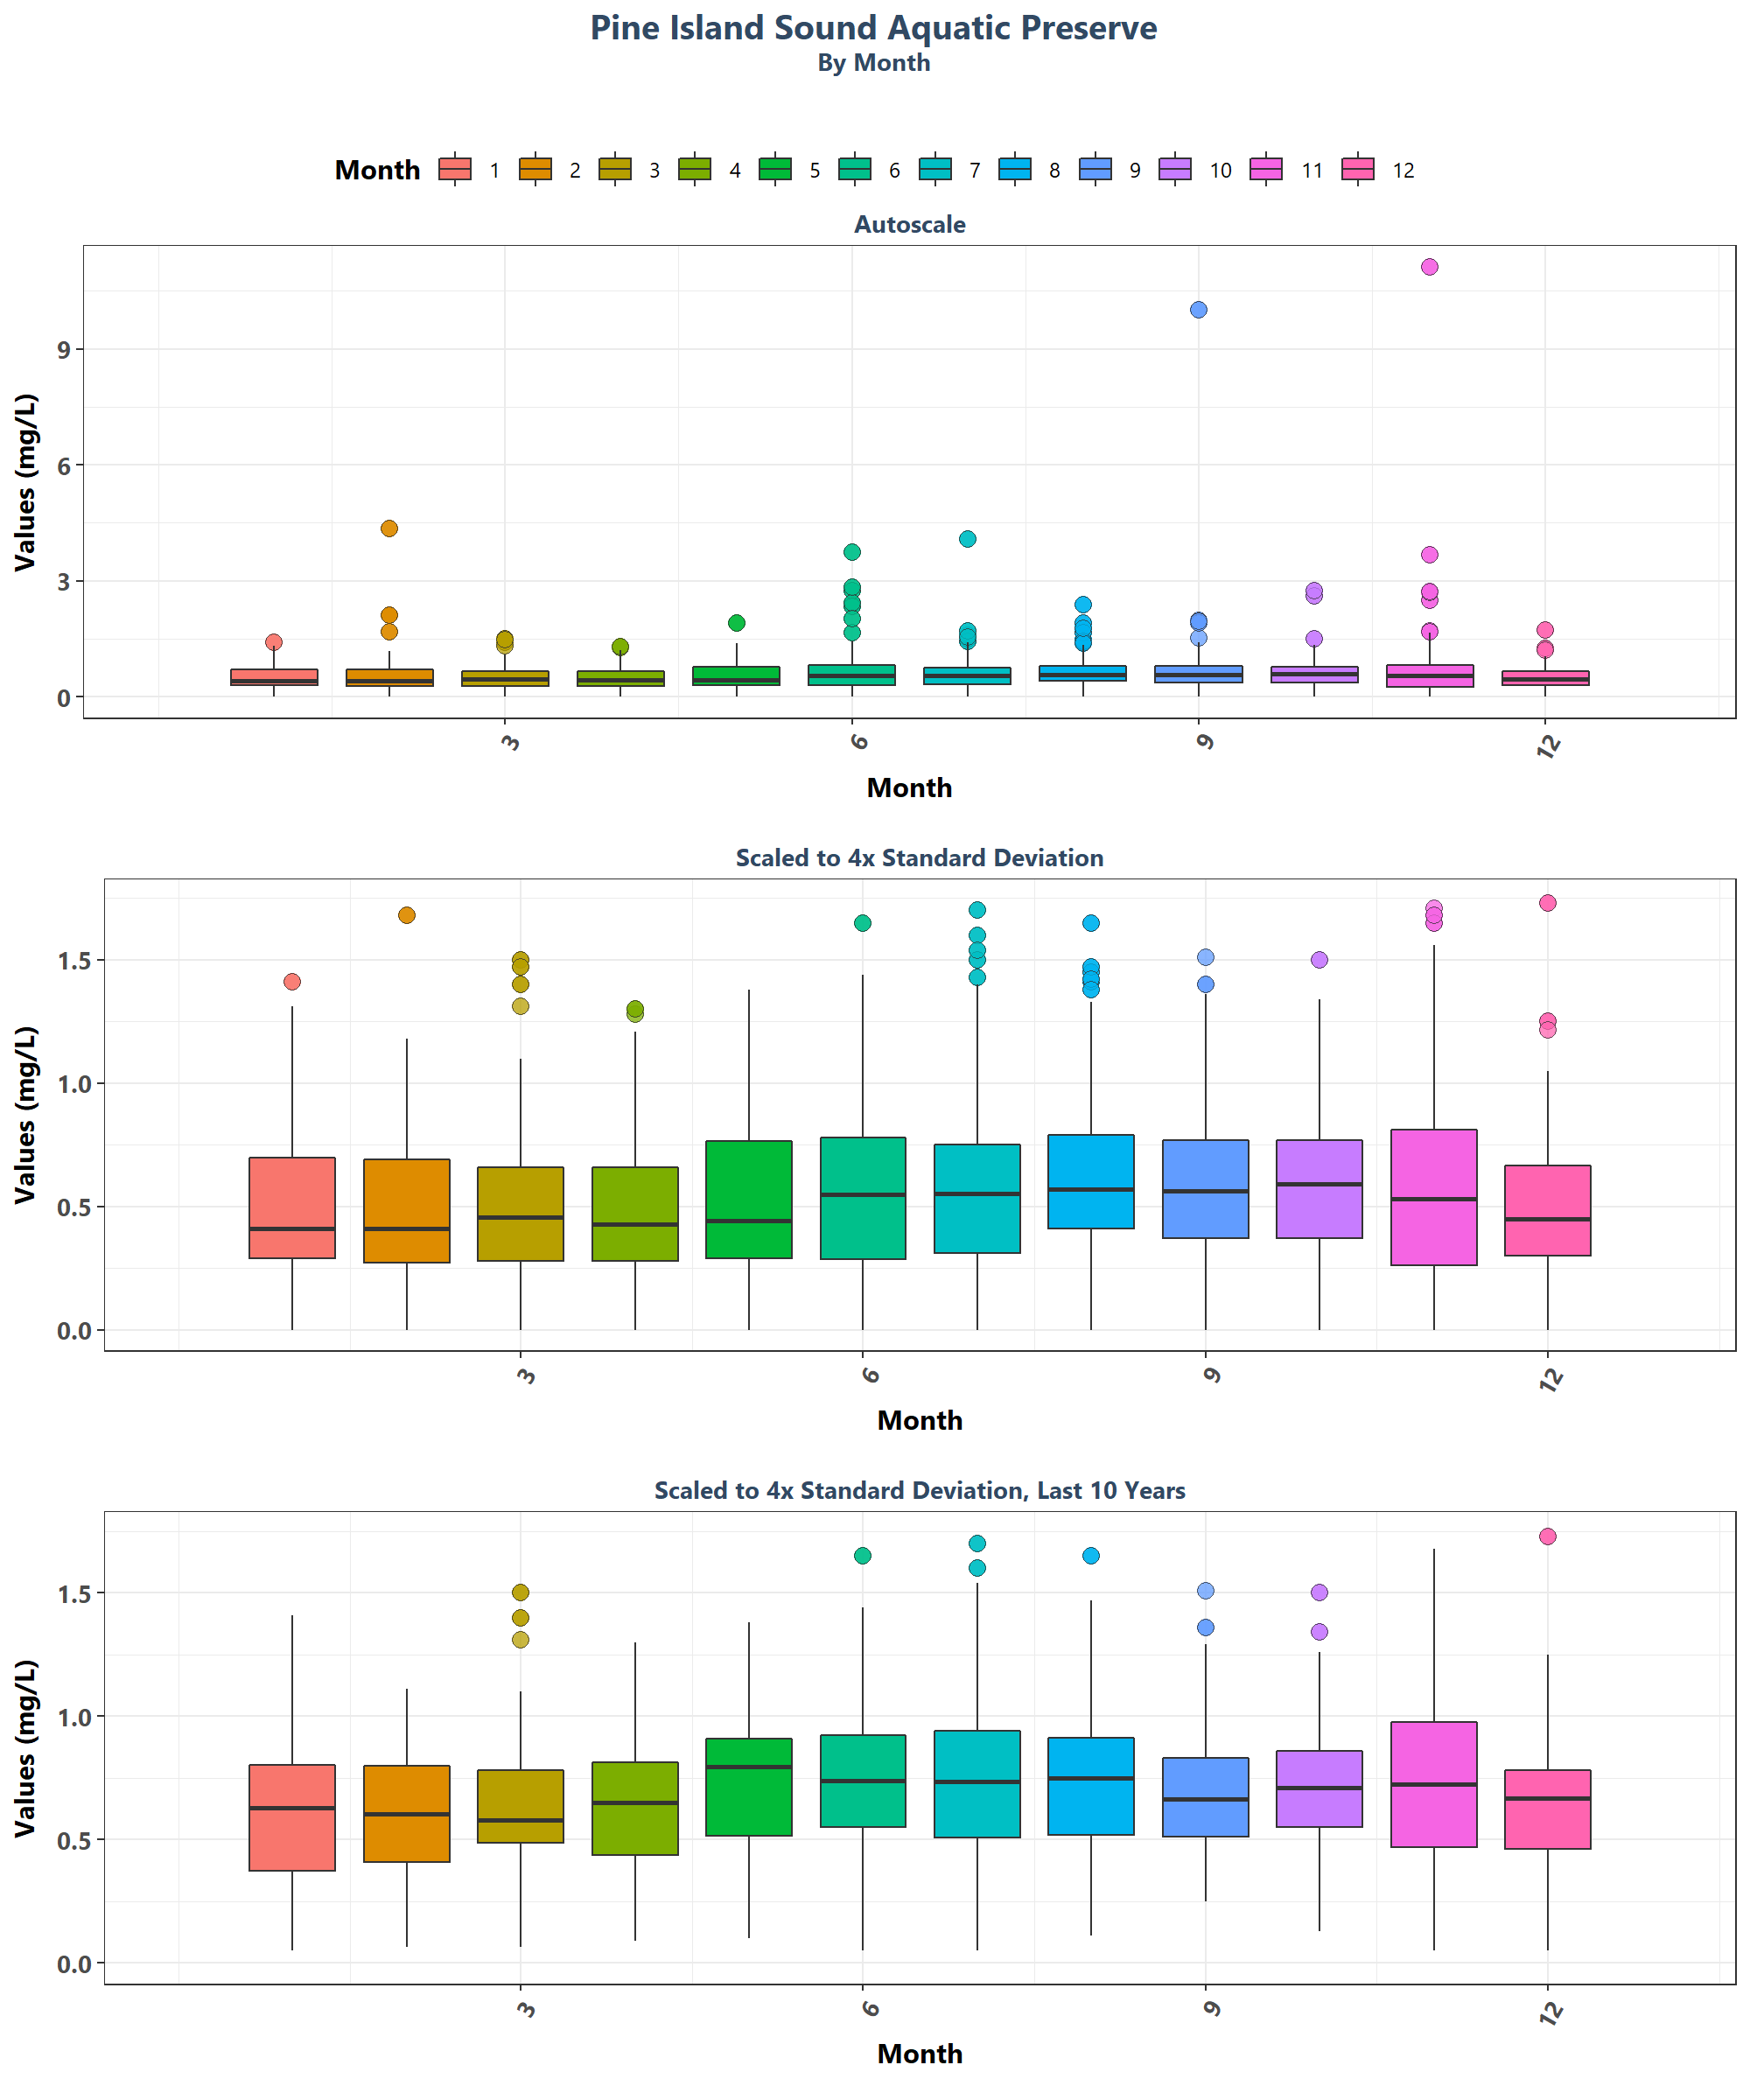 Pine Island Sound Aquatic Preserve
By Month
Month 1 2 3 4 5 6 7 8 9 10 11 12
Autoscale
Values (mg/L)
9
6
3
0
3 6 9 12
Month
Scaled to 4x Standard Deviation
Values (mg/L)
1.5
1.0
0.5
0.0
3 6 9 12
Month
Scaled to 4x Standard Deviation, Last 10 Years
Values (mg/L)
1.5
1.0
0.5
0.0
3 6 9 12
Month